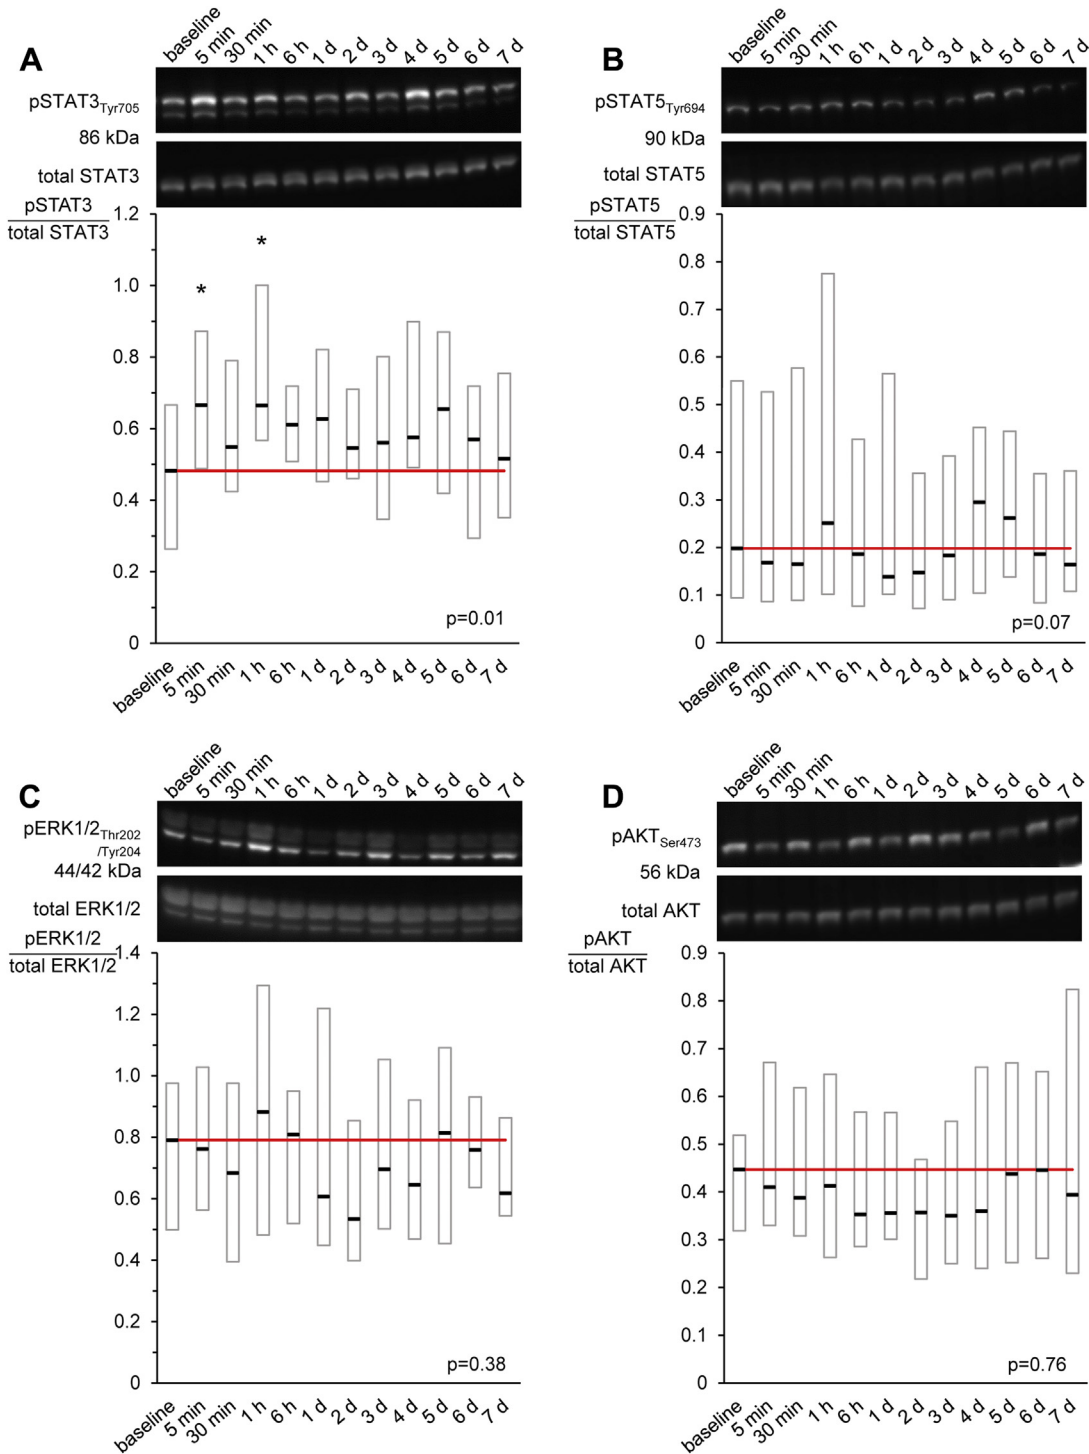 A
baseline
5 min
30 min
1 h
6 h
1 d
2 d
3 d
4 d
5 d
6 d
7 d
pSTAT3Tyr705
86 kDa
total STAT3
pSTAT3
total STAT3
1.2
1.0
0.8
0.6
0.4
0.2
0
*
*
p=0.01
baseline
5 min
30 min
1 h
6 h
1 d
2 d
3 d
4 d
5 d
6 d
7 d
B
baseline
5 min
30 min
1 h
6 h
1 d
2 d
3 d
4 d
5 d
6 d
7 d
pSTAT5Tyr694
90 kDa
total STAT5
pSTAT5
total STAT5
0.9
0.8
0.7
0.6
0.5
0.4
0.3
0.2
0.1
0
p=0.07
baseline
5 min
30 min
1 h
6 h
1 d
2 d
3 d
4 d
5 d
6 d
7 d
C
baseline
5 min
30 min
1 h
6 h
1 d
2 d
3 d
4 d
5 d
6 d
7 d
pERK1/2Thr202
/Tyr204
44/42 kDa
total ERK1/2
pERK1/2
total ERK1/2
1.4
1.2
1.0
0.8
0.6
0.4
0.2
0
p=0.38
baseline
5 min
30 min
1 h
6 h
1 d
2 d
3 d
4 d
5 d
6 d
7 d
D
baseline
5 min
30 min
1 h
6 h
1 d
2 d
3 d
4 d
5 d
6 d
7 d
pAKTSer473
56 kDa
total AKT
pAKT
total AKT
0.9
0.8
0.7
0.6
0.5
0.4
0.3
0.2
0.1
0
p=0.76
baseline
5 min
30 min
1 h
6 h
1 d
2 d
3 d
4 d
5 d
6 d
7 d